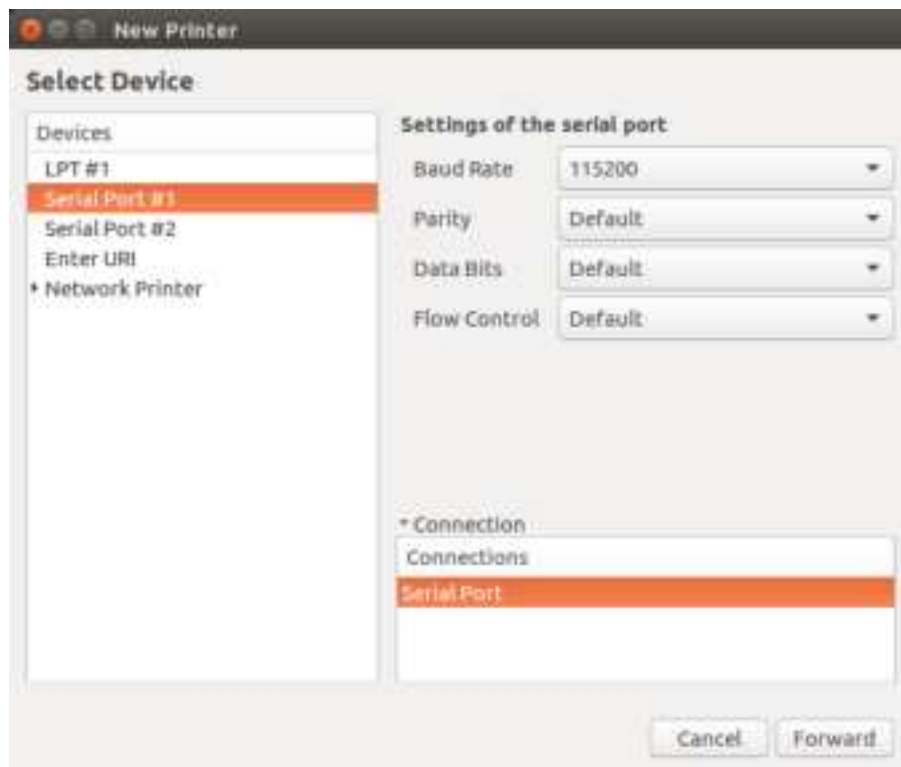 New Printer
Select Device
Devices
LPT #1
Serial Port #1
Serial Port #2
Enter URI
Network Printer
Settings of the serial port
Baud Rate 115200
Parity Default
Data Bits Default
Flow Control Default
Connection
Connections
Serial Port
Cancel Forward